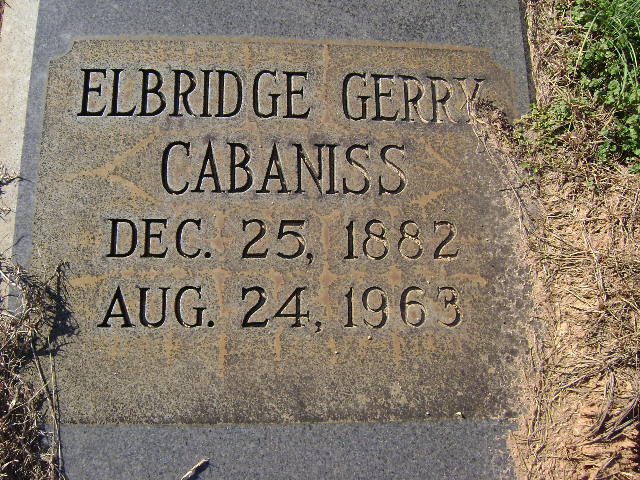 ELBRIDGE GERRY
CABANISS
DEC. 25, 1882
AUG. 24, 1963